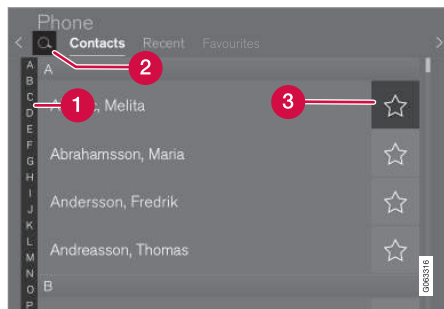 Phone
Contacts Recent Favourites
2
A
A
B
C
D
E
F
G
H
I
J
K
L
M
N
O
P
1
Melita
3
Abrahamsson, Maria
Andersson, Fredrik
Andreasson, Thomas
B
G063316